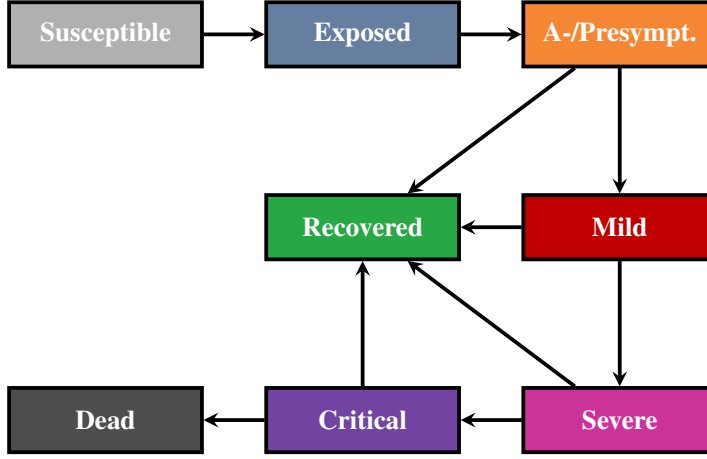 Susceptible
Exposed
A-/Presympt.
Recovered
Mild
Dead
Critical
Severe